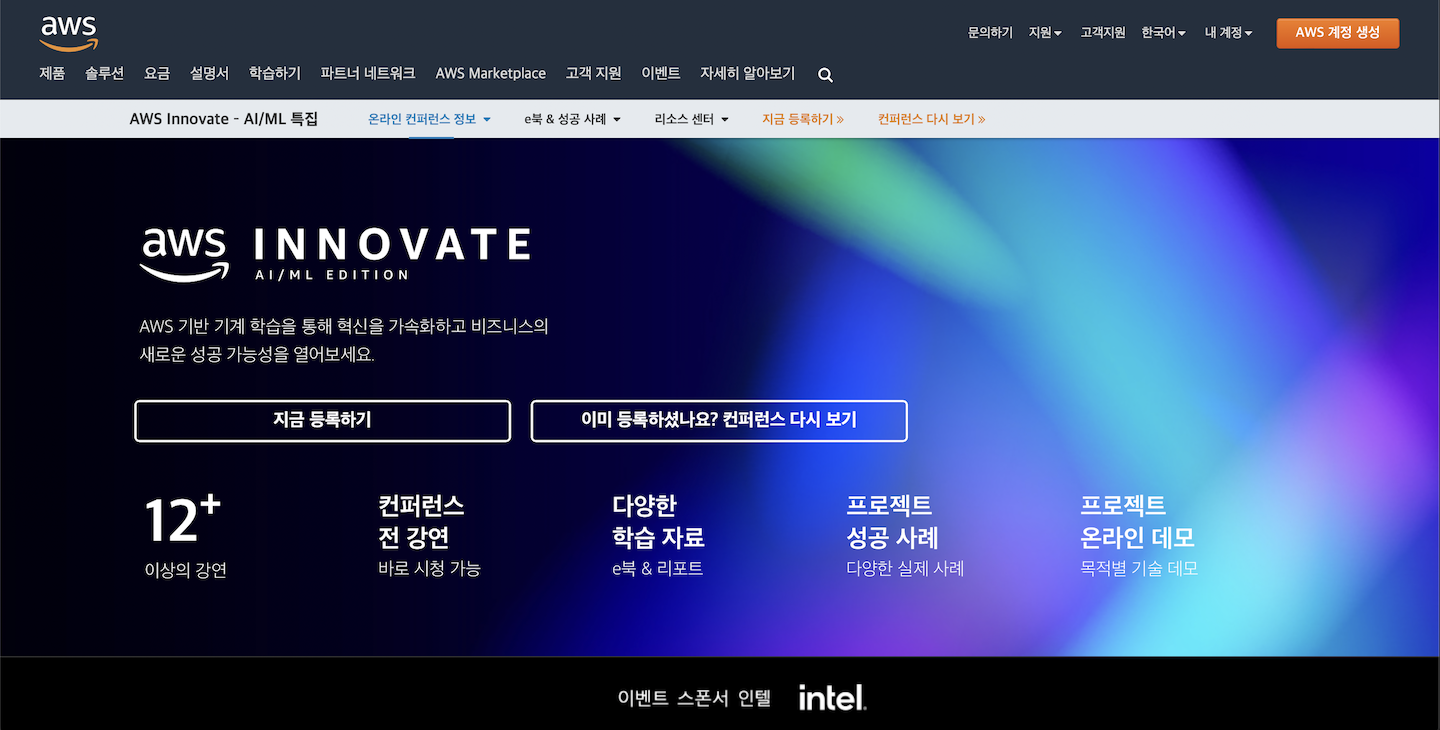 aws
문의하기 지원 고객지원 한국어 내 계정 AWS 계정 생성
제품 솔루션 요금 설명서 학습하기 파트너 네트워크 AWS Marketplace 고객 지원 이벤트 자세히 알아보기
AWS Innovate - AI/ML 특집 온라인 컨퍼런스 정보 e북 & 성공 사례 리소스 센터 지금 등록하기 » 컨퍼런스 다시 보기 »
aws INNOVATE
AI/ML EDITION
AWS 기반 기계 학습을 통해 혁신을 가속화하고 비즈니스의
새로운 성공 가능성을 열어보세요.
지금 등록하기 이미 등록하셨나요? 컨퍼런스 다시 보기
12+
이상의 강연
컨퍼런스
전 강연
바로 시청 가능
다양한
학습 자료
e북 & 리포트
프로젝트
성공 사례
다양한 실제 사례
프로젝트
온라인 데모
목적별 기술 데모
이벤트 스폰서 인텔 intel.